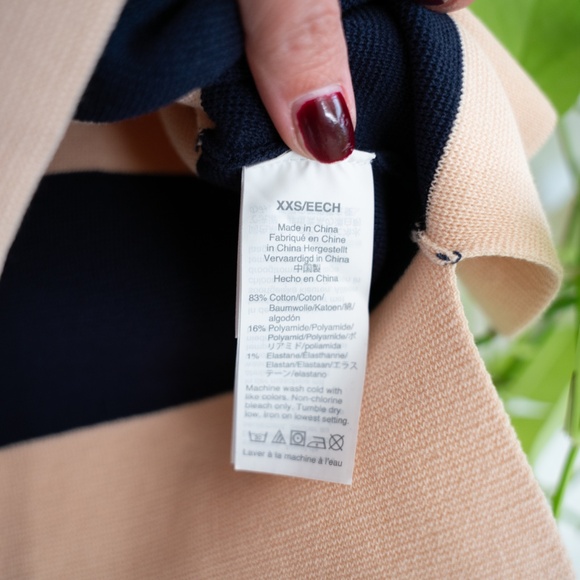 XXS/EECH
Made in China
Fabriqué en Chine
in China Hergestellt
Vervaardigd in China
中国製
Hecho en China
83% Cotton/Coton/
Baumwolle/Katoen/綿/
algodón
16% Polyamide/Polyamide/
Polyamid/Polyamide/ポ
リアミド/poliamida
1% Elastane/Élasthanne/
Elastan/Elastaan/エラス
テーン/elastano
Machine wash cold with
like colors. Non-chlorine
bleach only. Tumble dry
low. Iron on lowest setting.
Laver à la machine à l'eau